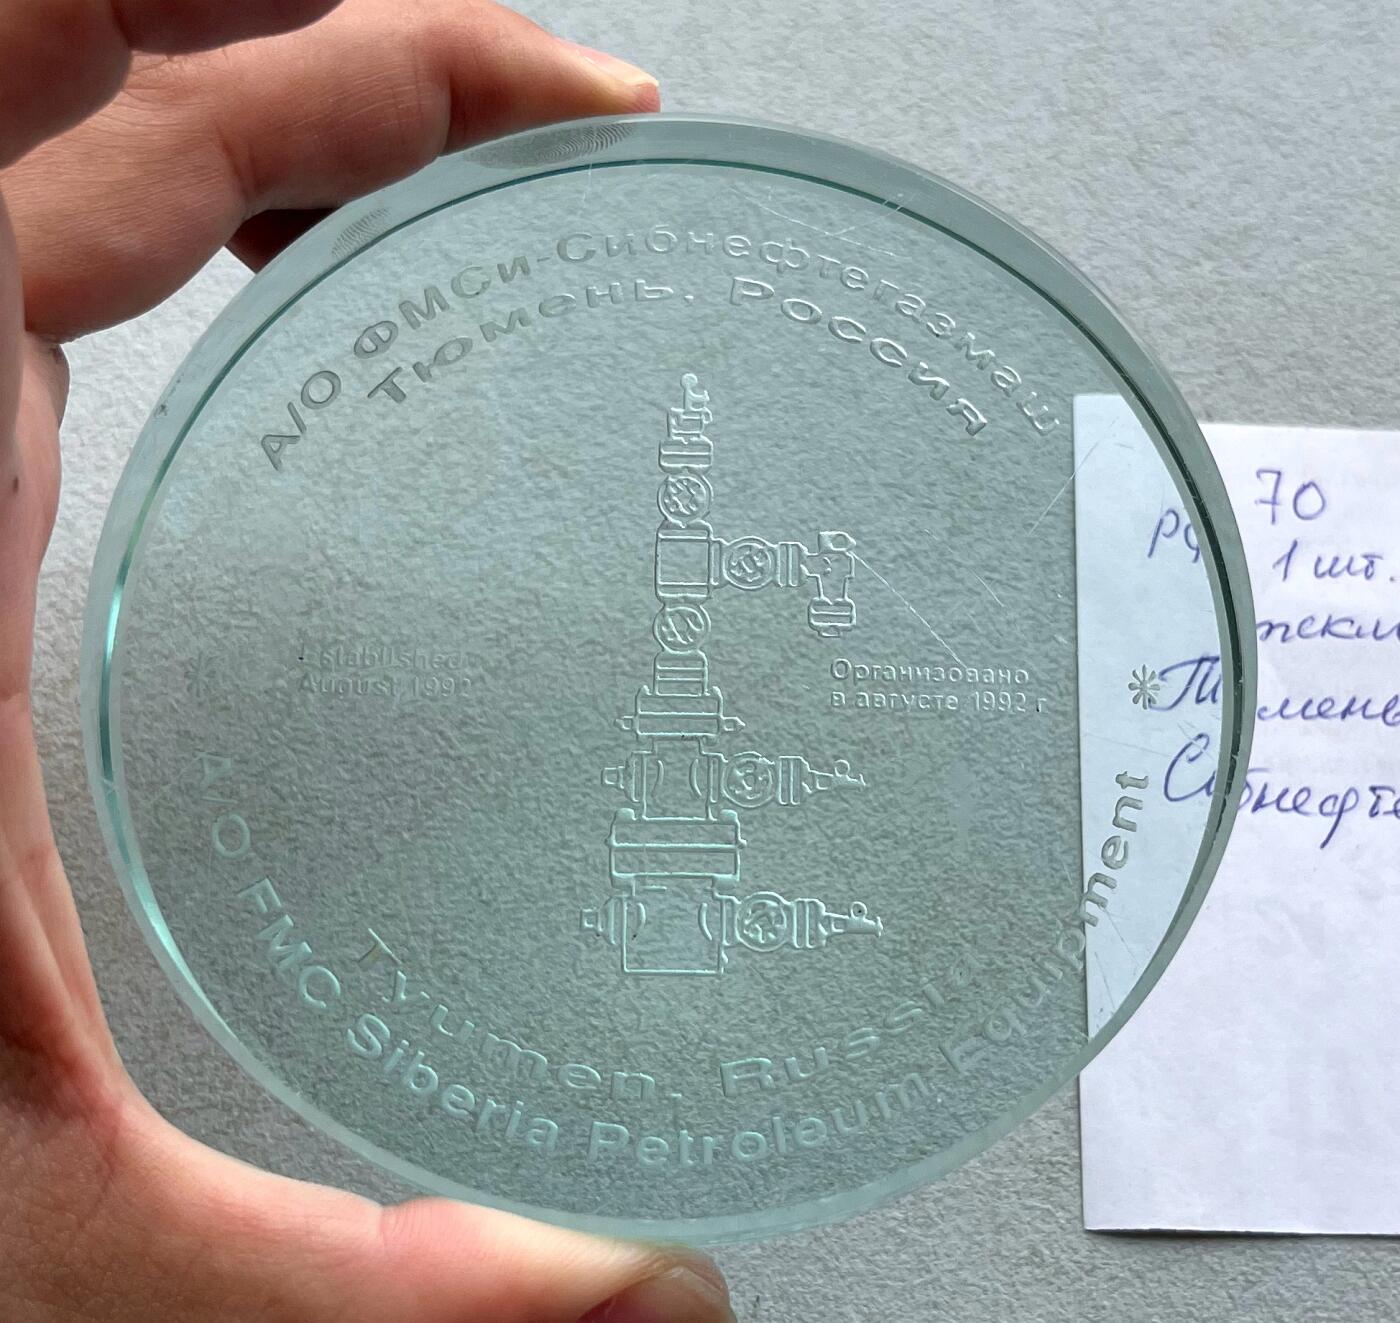 А/О ФМСи-Сибнефтегазмаш
Тюмень, Россия
Established
August 1992
Организовано
в августе 1992 г.
Tyumen, Russia
A/O FMC Siberia Petroleum Equipment
70
1 шт.
Сибнефте